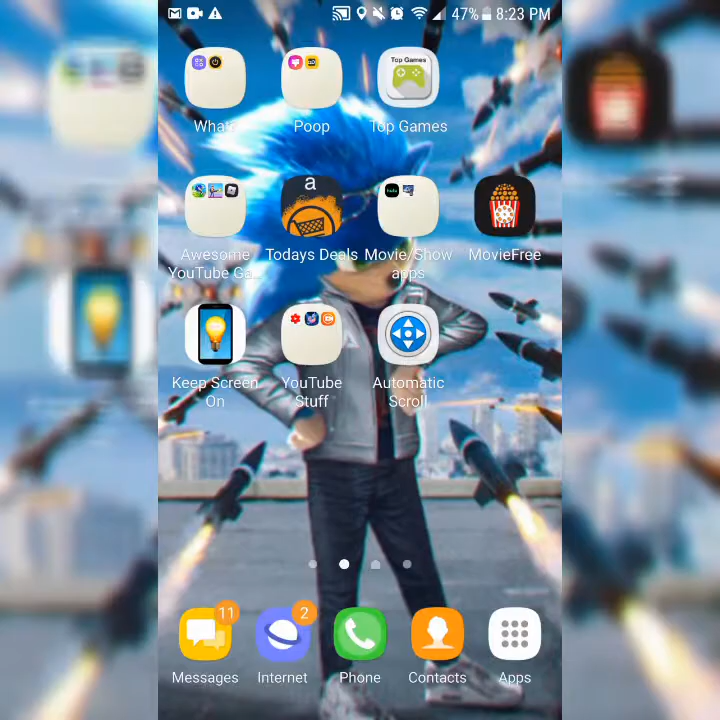 47% 8:23 PM
Top Games
What
Poop
Top Games
a
hulu
Awesome
YouTube Ga...
Todays Deals
Movie/Show
apps
MovieFree
Keep Screen
On
YouTube
Stuff
Automatic
Scroll
11
2
Messages
Internet
Phone
Contacts
Apps